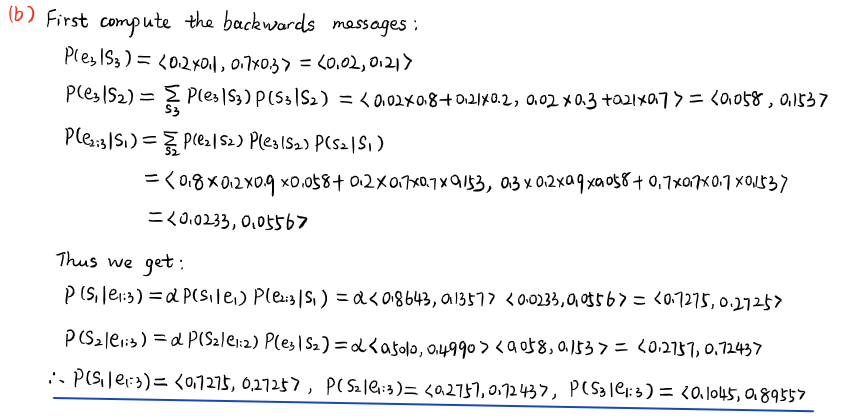 (b) First compute the backwards messages:
P(e₃|S₃) = <0.2×0.1, 0.7×0.3> = <0.02, 0.21>
P(e₃|S₂) = Σ_S₃ P(e₃|S₃) P(S₃|S₂) = <0.02×0.8+0.21×0.2, 0.02×0.3+0.21×0.7> = <0.058, 0.153>
P(e₂:₃|S₁) = Σ_S₂ P(e₂|S₂) P(e₃|S₂) P(S₂|S₁)
= <0.8×0.2×0.9×0.058+0.2×0.7×0.7×0.153, 0.3×0.2×0.9×0.058+0.7×0.7×0.7×0.153>
= <0.0233, 0.0556>
Thus we get:
P(S₁|e₁:₃) = α P(S₁|e₁) P(e₂:₃|S₁) = α <0.8643, 0.1357> <0.0233, 0.0556> = <0.7275, 0.2725>
P(S₂|e₁:₃) = α P(S₂|e₁:₂) P(e₃|S₂) = α <0.5010, 0.4990> <0.058, 0.153> = <0.2757, 0.7243>
∴ P(S₁|e₁:₃) = <0.7275, 0.2725>, P(S₂|e₁:₃) = <0.2757, 0.7243>, P(S₃|e₁:₃) = <0.1045, 0.8955>